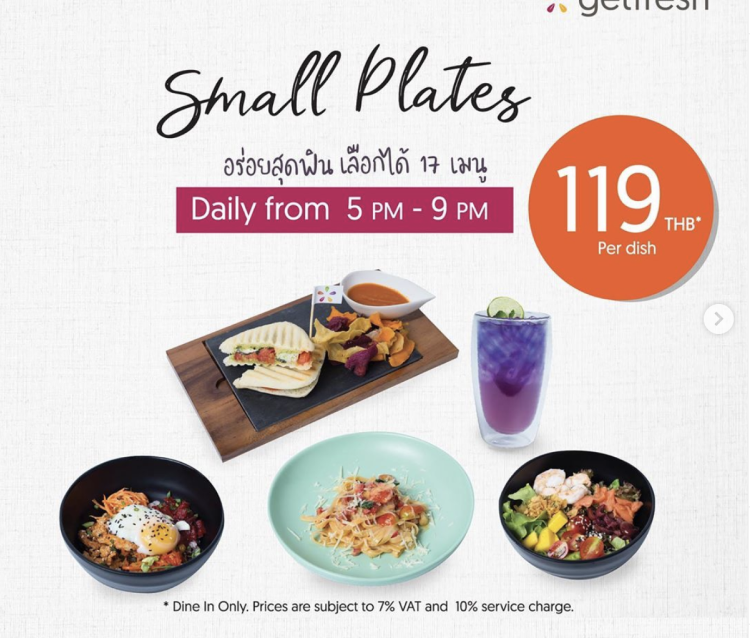 getfresh
Small Plates
อร่อยสุดฟิน เลือกได้ 17 เมนู
Daily from 5 PM - 9 PM
119 THB*
Per dish
* Dine In Only. Prices are subject to 7% VAT and 10% service charge.